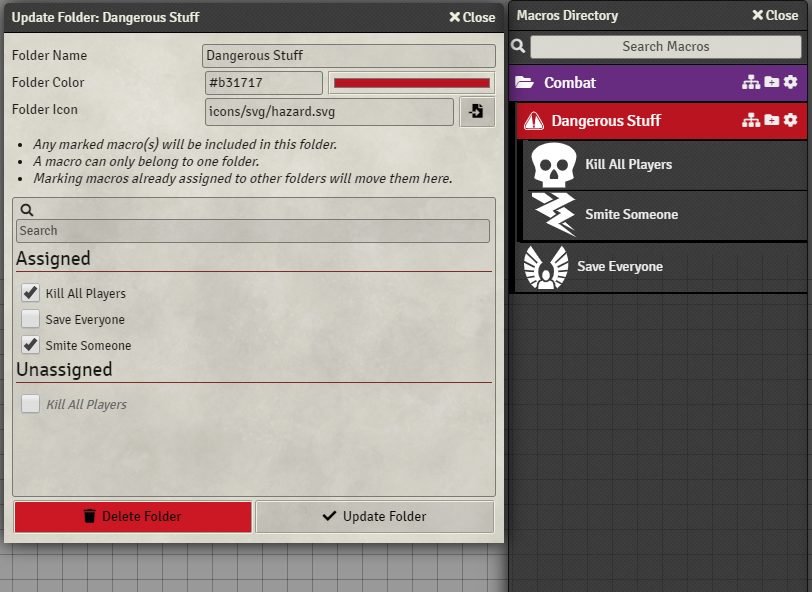 Update Folder: Dangerous Stuff
Close
Folder Name
Dangerous Stuff
Folder Color
#b31717
Folder Icon
icons/svg/hazard.svg
Any marked macro(s) will be included in this folder.
A macro can only belong to one folder.
Marking macros already assigned to other folders will move them here.
Search
Assigned
Kill All Players
Save Everyone
Smite Someone
Unassigned
Kill All Players
Delete Folder
Update Folder
Macros Directory
Close
Search Macros
Combat
Dangerous Stuff
Kill All Players
Smite Someone
Save Everyone